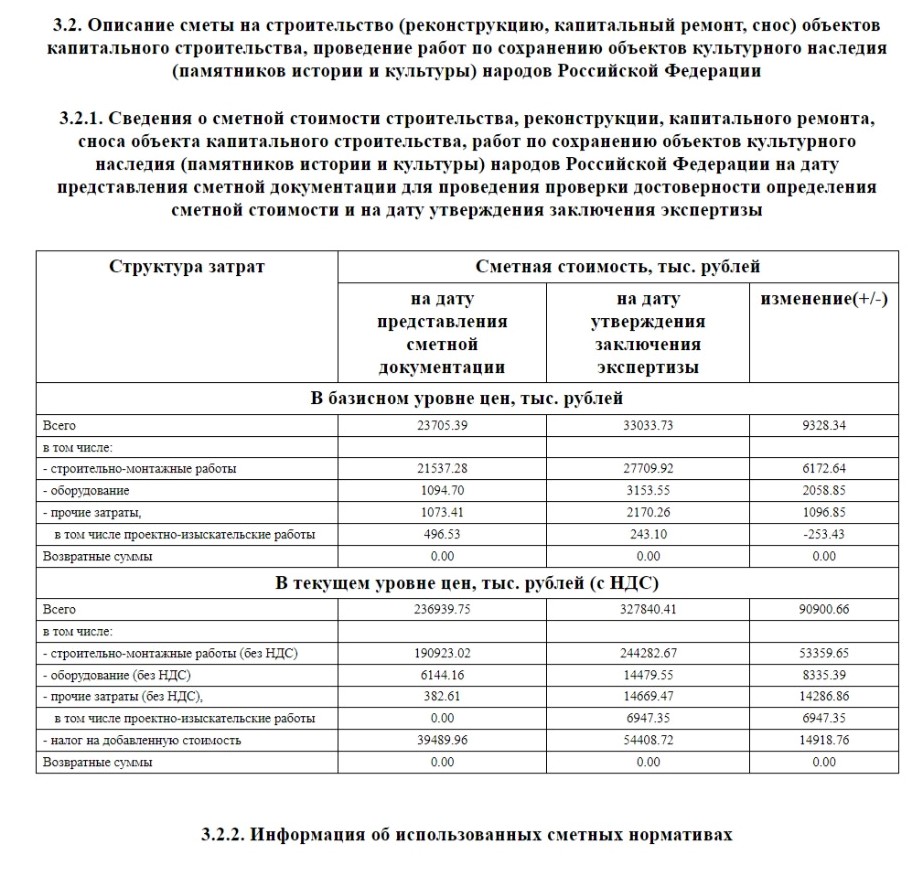 3.2. Описание сметы на строительство (реконструкцию, капитальный ремонт, снос) объектов
капитального строительства, проведение работ по сохранению объектов культурного наследия
(памятников истории и культуры) народов Российской Федерации
3.2.1. Сведения о сметной стоимости строительства, реконструкции, капитального ремонта,
сноса объекта капитального строительства, работ по сохранению объектов культурного
наследия (памятников истории и культуры) народов Российской Федерации на дату
представления сметной документации для проведения проверки достоверности определения
сметной стоимости и на дату утверждения заключения экспертизы
Структура затрат
Сметная стоимость, тыс. рублей
на дату
представления
сметной
документации
на дату
утверждения
заключения
экспертизы
изменение(+/-)
В базисном уровне цен, тыс. рублей
Всего 23705.39 33033.73 9328.34
в том числе:
- строительно-монтажные работы 21537.28 27709.92 6172.64
- оборудование 1094.70 3153.55 2058.85
- прочие затраты, 1073.41 2170.26 1096.85
в том числе проектно-изыскательские работы 496.53 243.10 -253.43
Возвратные суммы 0.00 0.00 0.00
В текущем уровне цен, тыс. рублей (с НДС)
Всего 236939.75 327840.41 90900.66
в том числе:
- строительно-монтажные работы (без НДС) 190923.02 244282.67 53359.65
- оборудование (без НДС) 6144.16 14479.55 8335.39
- прочие затраты (без НДС), 382.61 14669.47 14286.86
в том числе проектно-изыскательские работы 0.00 6947.35 6947.35
- налог на добавленную стоимость 39489.96 54408.72 14918.76
Возвратные суммы 0.00 0.00 0.00
3.2.2. Информация об использованных сметных нормативах